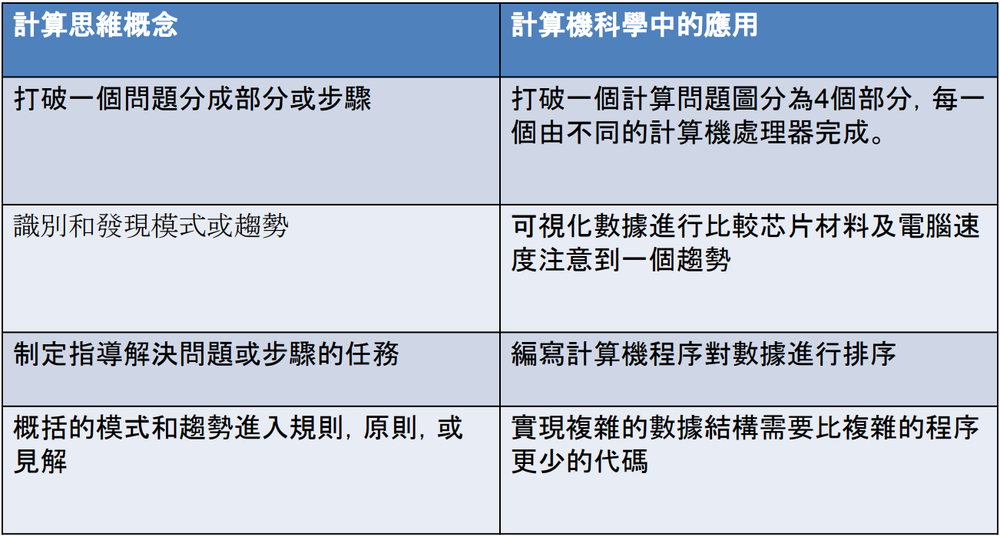 計算思維概念
計算機科學中的應用
打破一個問題分成部分或步驟
打破一個計算問題圖分為4個部分, 每一
個由不同的計算機處理器完成。
識別和發現模式或趨勢
可視化數據進行比較芯片材料及電腦速
度注意到一個趨勢
制定指導解決問題或步驟的任務
編寫計算機程序對數據進行排序
概括的模式和趨勢進入規則, 原則, 或
見解
實現複雜的數據結構需要比複雜的程序
更少的代碼